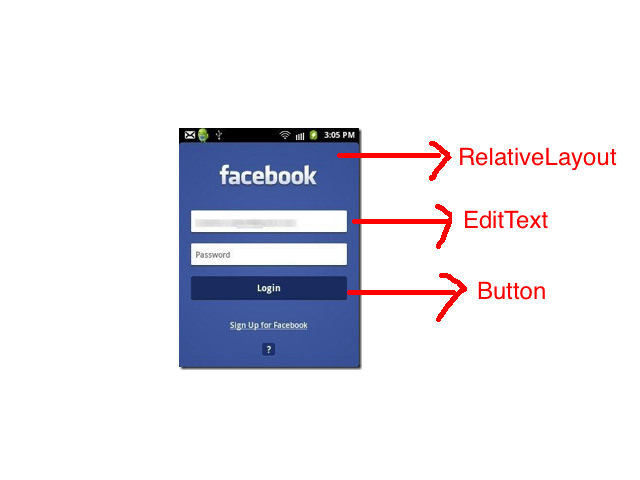 3:05 PM
facebook
RelativeLayout
EditText
Password
Login
Button
Sign Up for Facebook
?